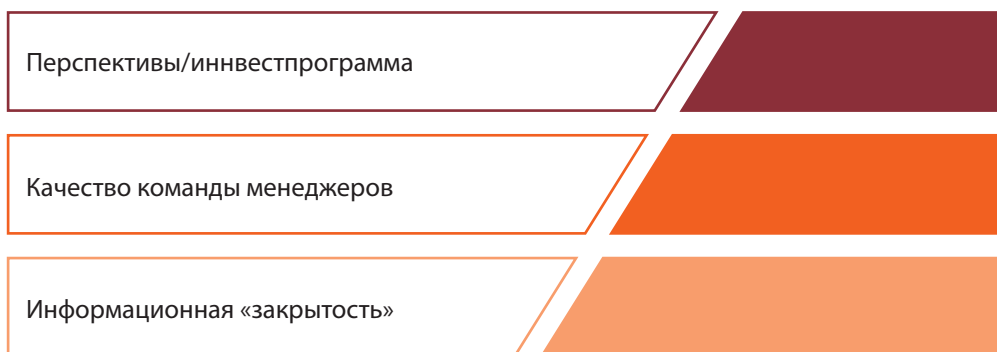 Перспективы/иннвестпрограмма
Качество команды менеджеров
Информационная «закрытость»